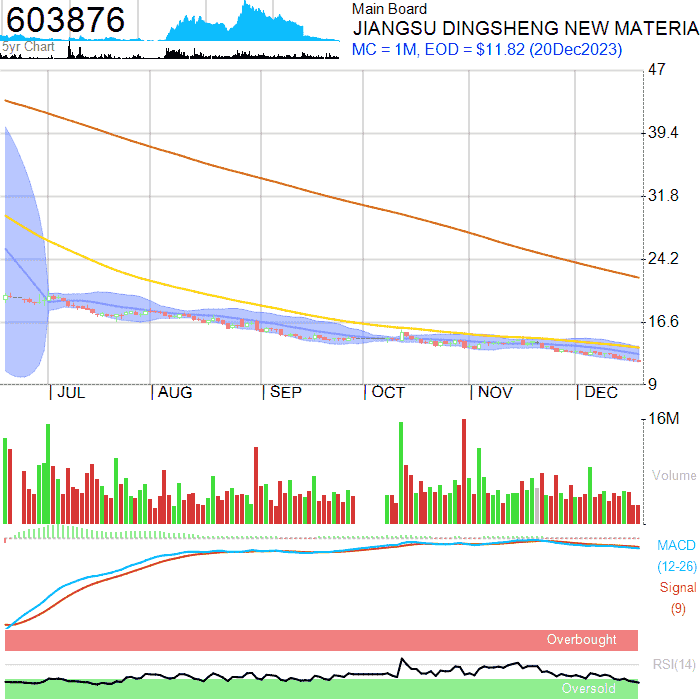 603876
5yr Chart
Main Board
JIANGSU DINGSHENG NEW MATERIA
MC = 1M, EOD = $11.82 (20Dec2023)
47
39.4
31.8
24.2
16.6
9
JUL AUG SEP OCT NOV DEC
16M
Volume
MACD
(12-26)
Signal
(9)
Overbought
RSI(14)
Oversold